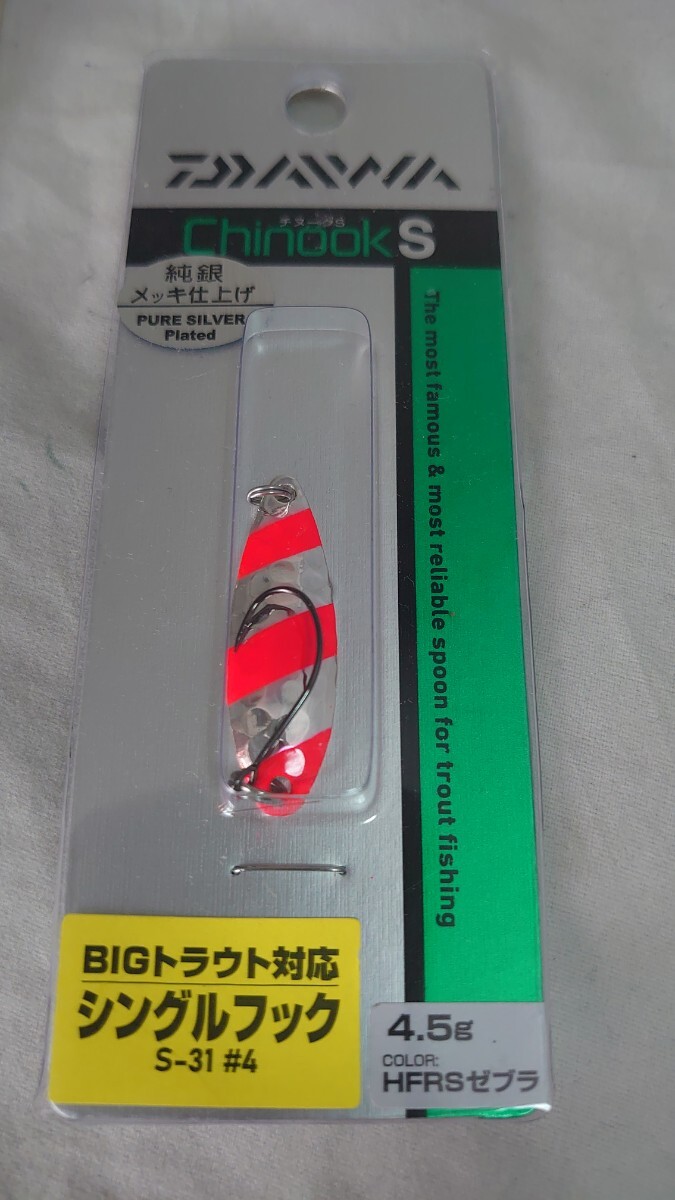 DAIWA
チヌークS
Chinook S
純銀
メッキ仕上げ
PURE SILVER
Plated
The most famous & most reliable spoon for trout fishing
BIGトラウト対応
シングルフック
S-31 #4
4.5g
COLOR:
HFRSゼブラ